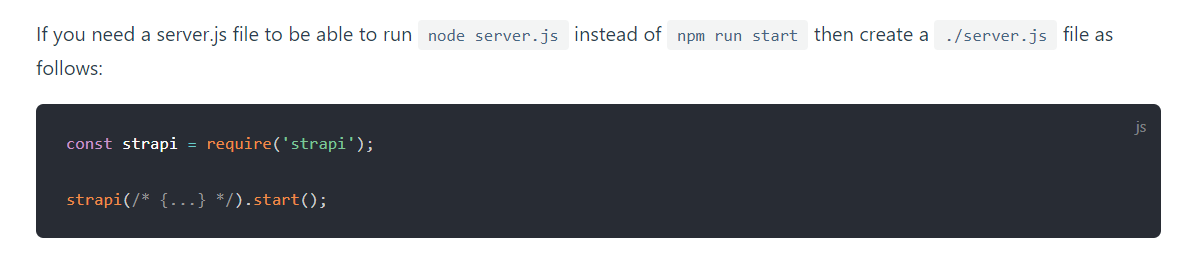 If you need a server.js file to be able to run node server.js instead of npm run start then create a ./server.js file as
follows:
js
const strapi = require('strapi');
strapi(/* {...} */).start();